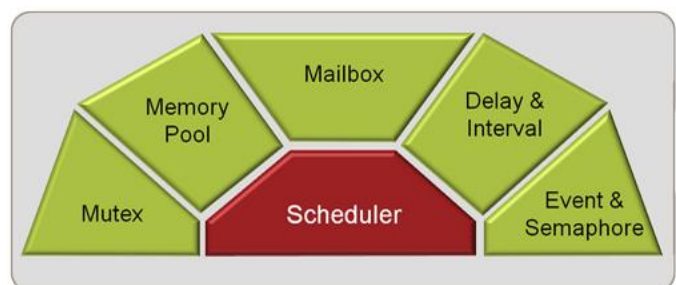 Mailbox
Memory
Pool
Delay &
Interval
Mutex
Scheduler
Event &
Semaphore